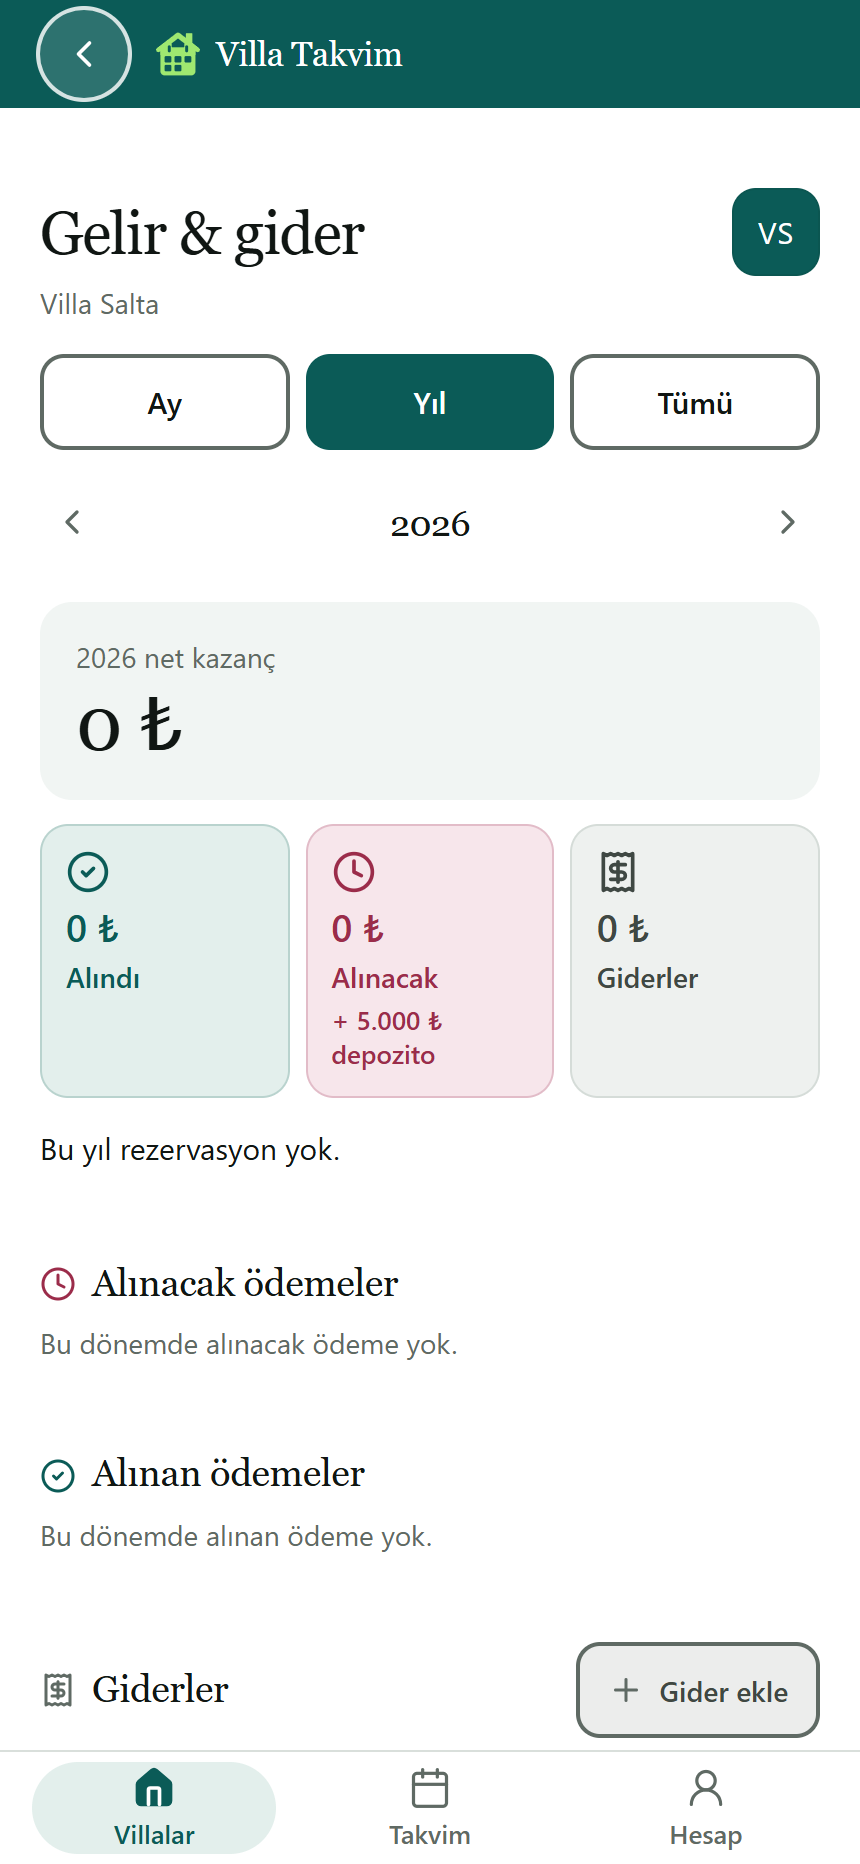 Villa Takvim
Gelir & gider
VS
Villa Salta
Ay
Yıl
Tümü
2026
2026 net kazanç
0 ₺
0 ₺
Alındı
0 ₺
Alınacak
+ 5.000 ₺
depozito
0 ₺
Giderler
Bu yıl rezervasyon yok.
Alınacak ödemeler
Bu dönemde alınacak ödeme yok.
Alınan ödemeler
Bu dönemde alınan ödeme yok.
Giderler
+ Gider ekle
Villalar
Takvim
Hesap